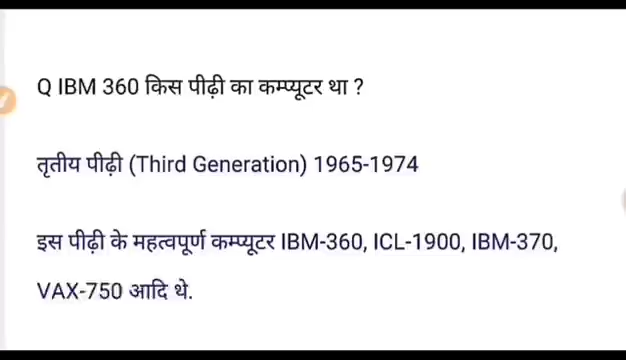 Q IBM 360 किस पीढ़ी का कम्प्यूटर था ?
तृतीय पीढ़ी (Third Generation) 1965-1974
इस पीढ़ी के महत्वपूर्ण कम्प्यूटर IBM-360, ICL-1900, IBM-370,
VAX-750 आदि थे.